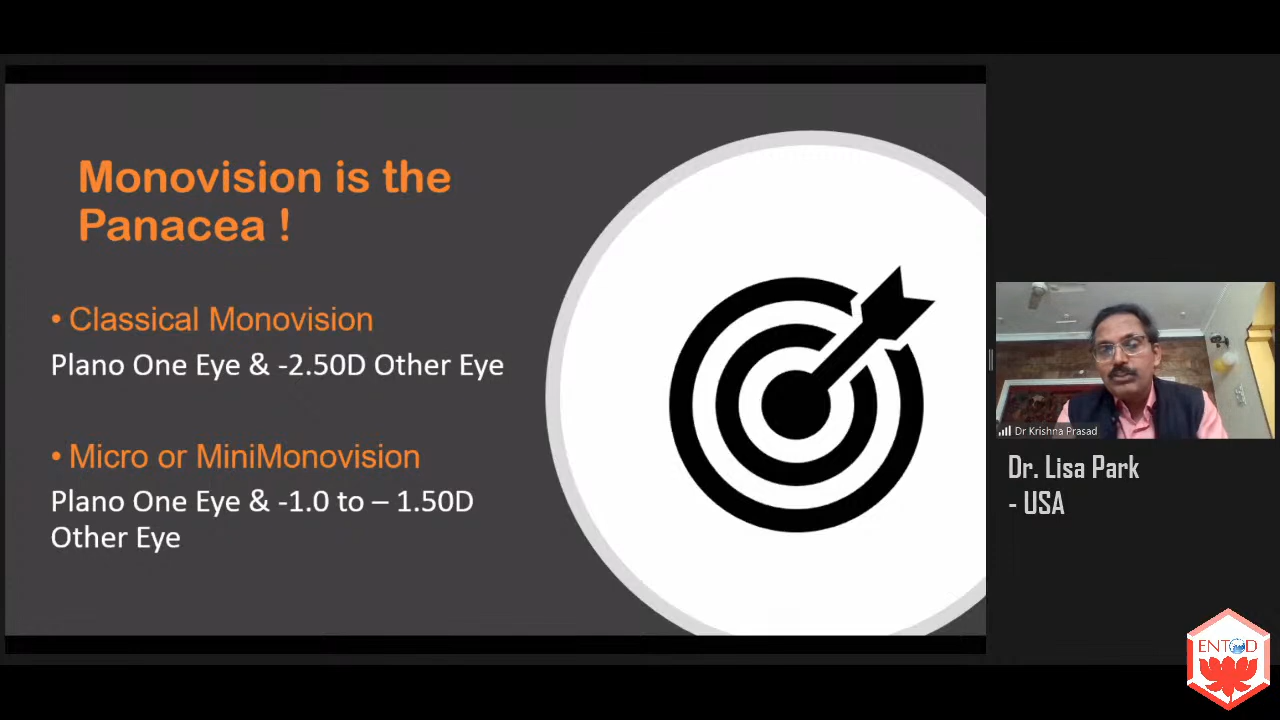 Monovision is the
Panacea !
• Classical Monovision
Plano One Eye & -2.50D Other Eye
• Micro or MiniMonovision
Plano One Eye & -1.0 to – 1.50D
Other Eye
Dr Krishna Prasad
Dr. Lisa Park
- USA
ENTOD